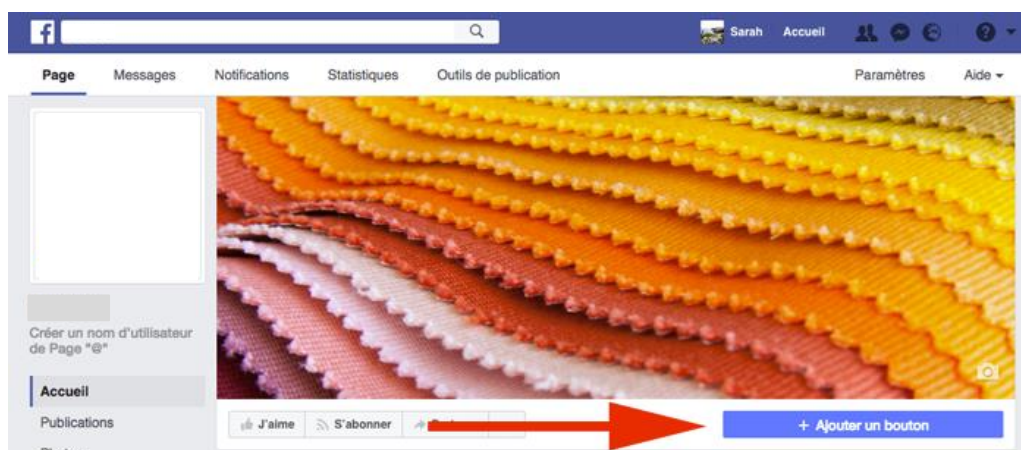 f
Sarah Accueil
Page Messages Notifications Statistiques Outils de publication Paramètres Aide
Créer un nom d'utilisateur
de Page "@"
Accueil
Publications
J'aime S'abonner + Ajouter un bouton